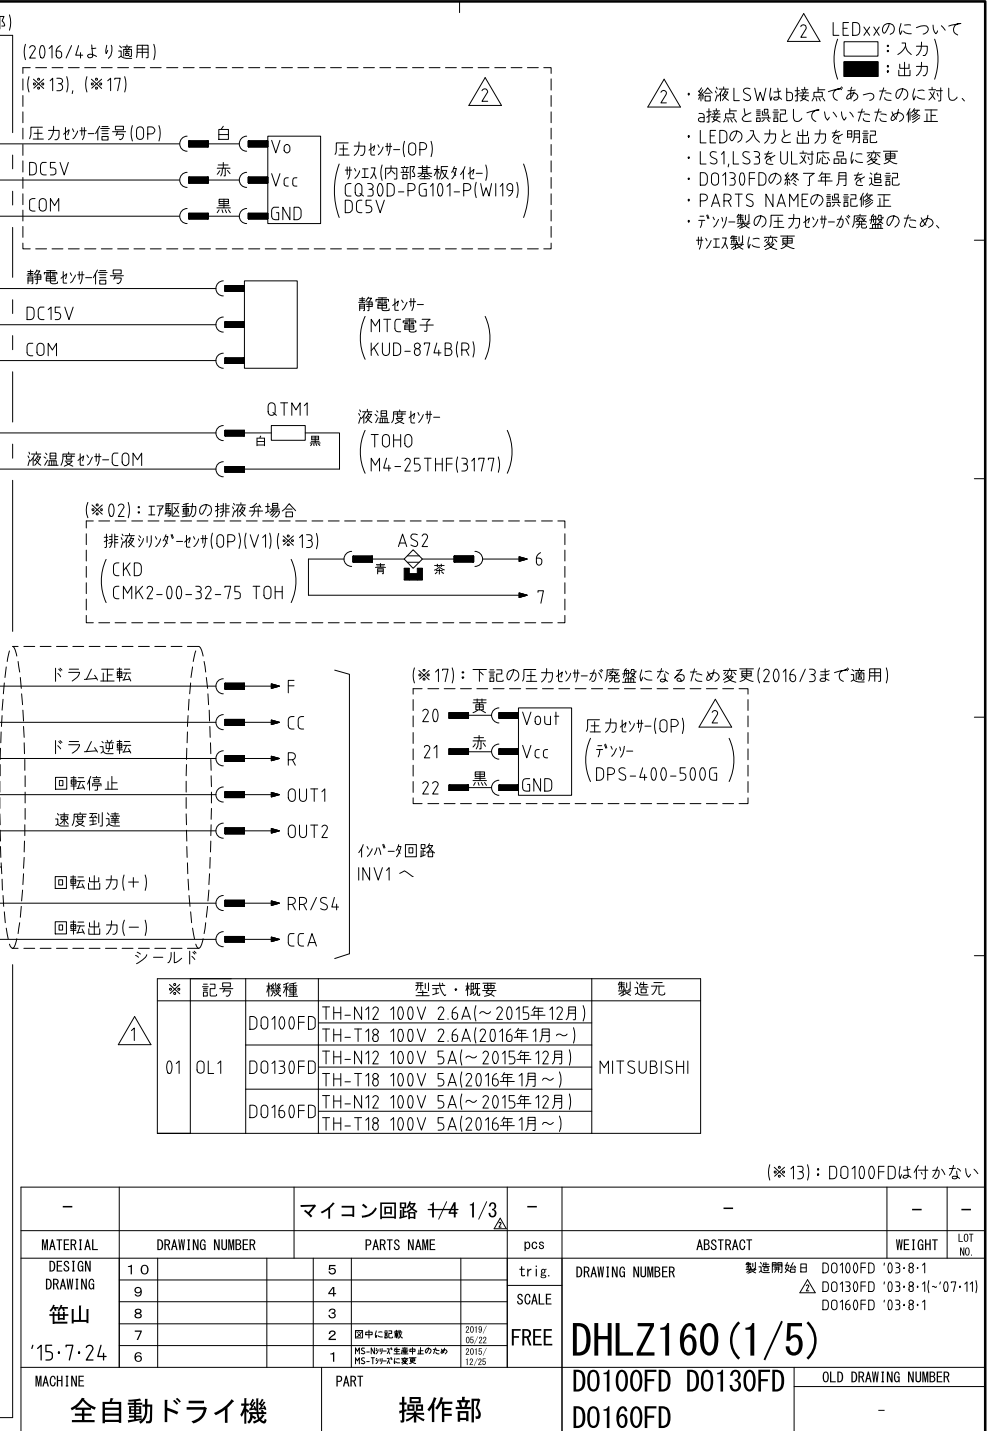 部)
(2016/4より適用)
(※13), (※17)
2
圧力ｾﾝｻｰ信号(OP)
白
Vo
DC5V
赤
Vcc
COM
黒
GND
圧力ｾﾝｻｰ(OP)
ｻﾝｴｽ(内部基板ﾀｲｾｰ)
CQ30D-PG101-P(WI19)
DC5V
2
LEDxxのについて
：入力
：出力
2
・給液LSWはb接点であったのに対し、
a接点と誤記していいたため修正
・LEDの入力と出力を明記
・LS1,LS3をUL対応品に変更
・DO130FDの終了年月を追記
・PARTS NAMEの誤記修正
・ﾃﾞﾝｿｰ製の圧力ｾﾝｻｰが廃盤のため、
ｻﾝｴｽ製に変更
静電ｾﾝｻｰ信号
DC15V
COM
静電ｾﾝｻｰ
MTC電子
KUD-874B(R)
QTM1
白
黒
液温度ｾﾝｻｰCOM
液温度ｾﾝｻｰ
TOHO
M4-25THF(3177)
(※02)：ｴｱ駆動の排液弁場合
排液ｼﾘﾝﾀﾞｰｾﾝｻ(OP)(V1)(※13)
CKD
CMK2-00-32-75 TOH
AS2
青
茶
6
7
ドラム正転
F
CC
ドラム逆転
R
回転停止
OUT1
速度到達
OUT2
回転出力(+)
RR/S4
回転出力(-)
CCA
シールド
ｲﾝﾊﾞｰﾀ回路
INV1 へ
(※17)：下記の圧力ｾﾝｻｰが廃盤になるため変更(2016/3まで適用)
20 黄 Vout
21 赤 Vcc
22 黒 GND
圧力ｾﾝｻｰ(OP)
2
ﾃﾞﾝｿｰ
DPS-400-500G
1
※ 記号 機種 型式・概要 製造元
01 OL1 DO100FD TH-N12 100V 2.6A(～2015年12月) MITSUBISHI
TH-T18 100V 2.6A(2016年1月～)
DO130FD TH-N12 100V 5A(～2015年12月)
TH-T18 100V 5A(2016年1月～)
DO160FD TH-N12 100V 5A(～2015年12月)
TH-T18 100V 5A(2016年1月～)
(※13)：DO100FDは付かない
- マイコン回路 1/4 1/3 2 - - - -
MATERIAL DRAWING NUMBER PARTS NAME pcs ABSTRACT WEIGHT LOT NO.
DESIGN
DRAWING
笹山
'15・7・24
10 5
9 4
8 3
7 2 図中に記載 2019/05/22
6 1 MS-Nｼﾘｰｽﾞ生産中止のため MS-Tｼﾘｰｽﾞに変更 2015/12/25
trig.
SCALE
FREE
DRAWING NUMBER
製造開始日 DO100FD '03・8・1
2 DO130FD '03・8・1(~'07・11)
DO160FD '03・8・1
DHLZ160(1/5)
MACHINE
全自動ドライ機
PART
操作部
DO100FD DO130FD
DO160FD
OLD DRAWING NUMBER
-